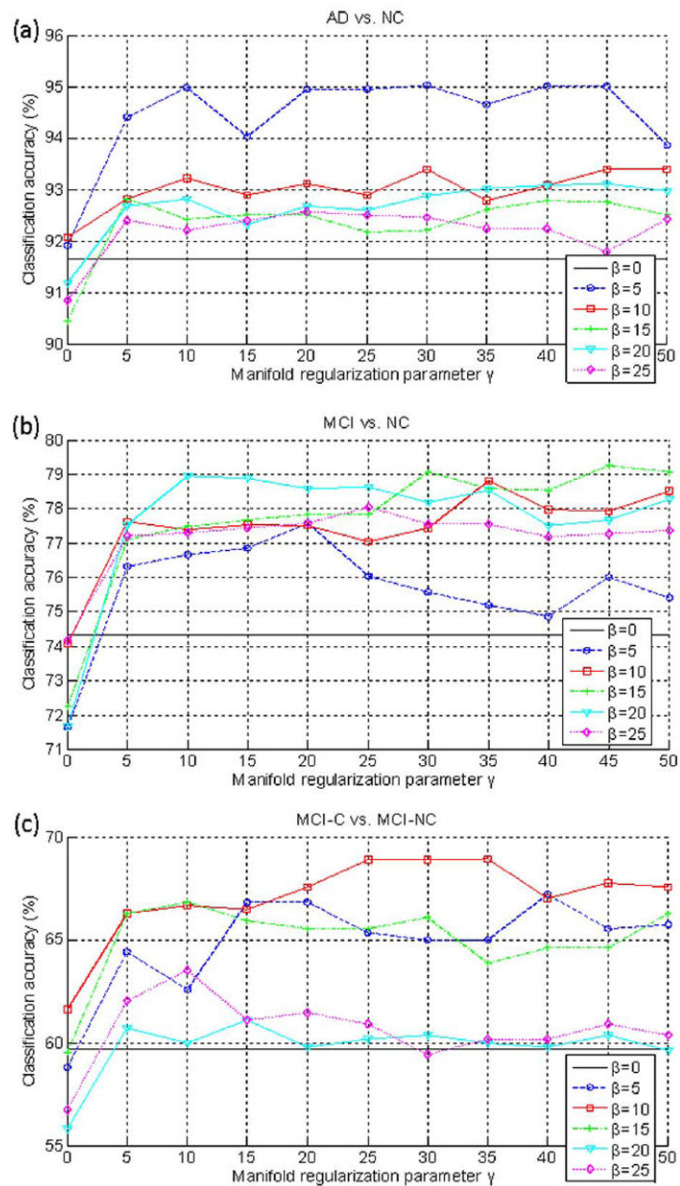 (a)
AD vs. NC
Classification accuracy (%)
96
95
94
93
92
91
90
0 5 10 15 20 25 30 35 40 45 50
Manifold regularization parameter γ
β=0
β=5
β=10
β=15
β=20
β=25
(b)
MCI vs. NC
Classification accuracy (%)
80
79
78
77
76
75
74
73
72
71
0 5 10 15 20 25 30 35 40 45 50
Manifold regularization parameter γ
β=0
β=5
β=10
β=15
β=20
β=25
(c)
MCI-C vs. MCI-NC
Classification accuracy (%)
70
65
60
55
0 5 10 15 20 25 30 35 40 45 50
Manifold regularization parameter γ
β=0
β=5
β=10
β=15
β=20
β=25